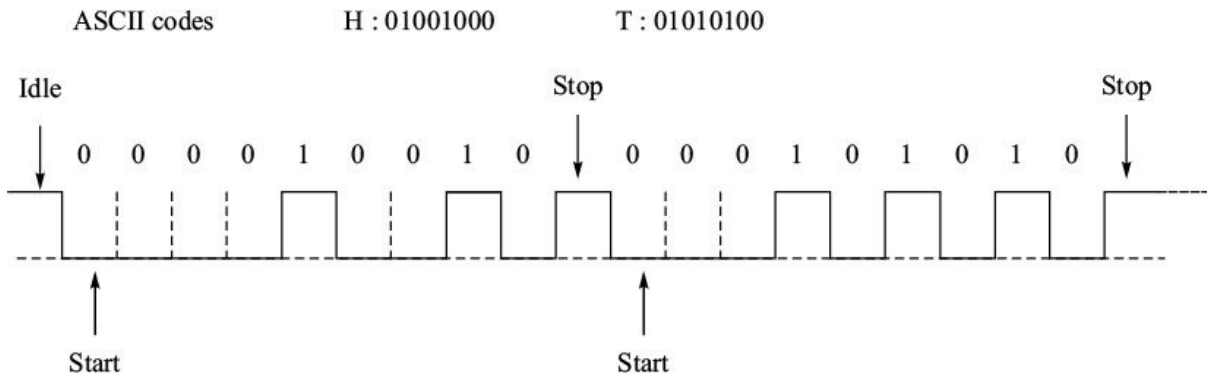 ASCII codes H : 01001000 T : 01010100
Idle Stop Stop
0 0 0 0 1 0 0 1 0 0 0 0 1 0 1 0 1 0
Start Start